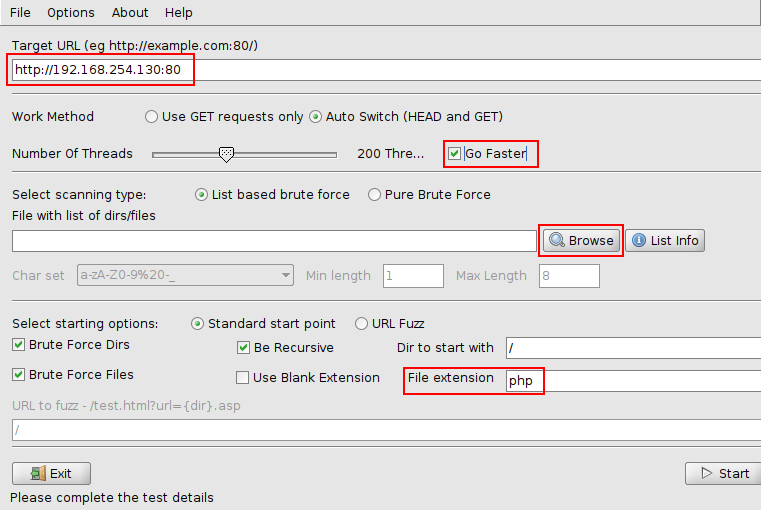 File Options About Help
Target URL (eg http://example.com:80/)
http://192.168.254.130:80
Work Method Use GET requests only Auto Switch (HEAD and GET)
Number Of Threads 200 Thre... Go Faster
Select scanning type: List based brute force Pure Brute Force
File with list of dirs/files
Browse List Info
Char set a-zA-Z0-9%20-_ Min length 1 Max Length 8
Select starting options: Standard start point URL Fuzz
Brute Force Dirs Be Recursive Dir to start with /
Brute Force Files Use Blank Extension File extension php
URL to fuzz - /test.html?url={dir}.asp
/
Exit Start
Please complete the test details